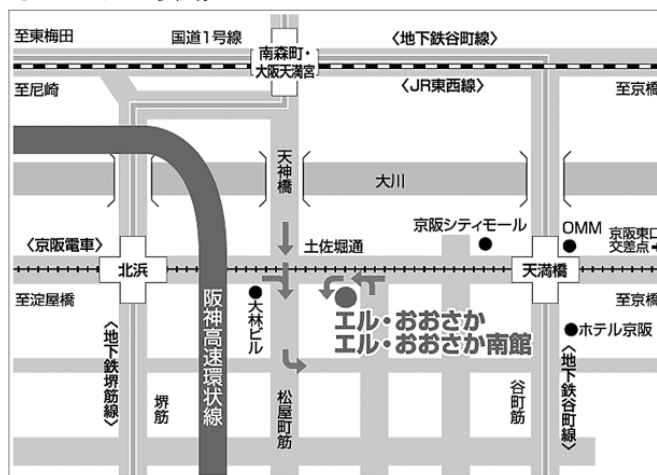 至東梅田
国道1号線
南森町・
大阪天満宮
〈地下鉄谷町線〉
至尼崎
〈JR東西線〉
至京橋
天神橋
大川
〈京阪電車〉
北浜
土佐堀通
京阪シティモール
OMM
京阪東口
交差点
天満橋
至淀屋橋
大林ビル
エル・おおさか
エル・おおさか南館
至京橋
ホテル京阪
阪神高速環状線
〈地下鉄堺筋線〉
堺筋
松屋町筋
谷町筋
〈地下鉄谷町線〉